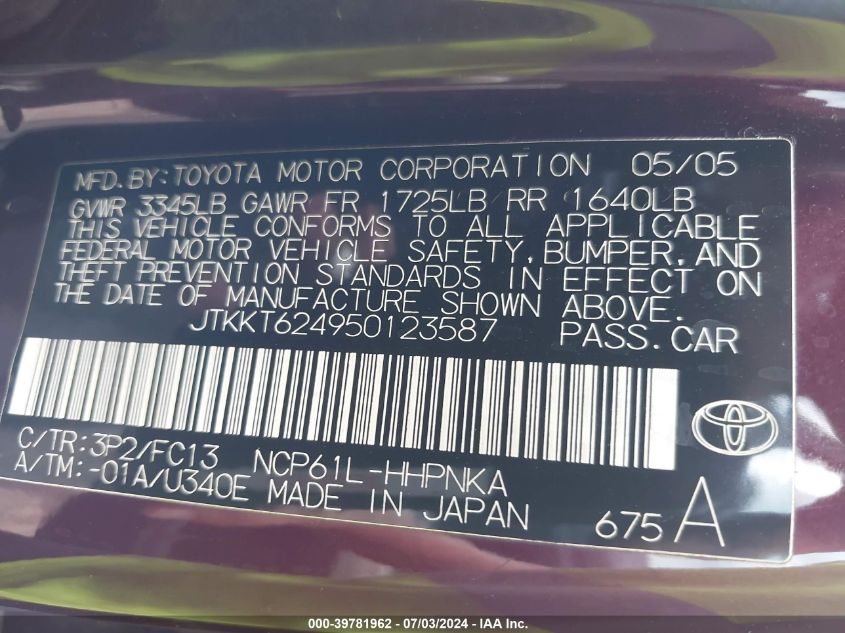 MFD.BY:TOYOTA MOTOR CORPORATION 05/05
GVWR 3345LB GAWR FR 1725LB RR 1640LB
THIS VEHICLE CONFORMS TO ALL APPLICABLE
FEDERAL MOTOR VEHICLE SAFETY,BUMPER,AND
THEFT PREVENTION STANDARDS IN EFFECT ON
THE DATE OF MANUFACTURE SHOWN ABOVE.
JTKKT624950123587 PASS.CAR
C/TR:3P2/FC13 NCP61L-HHPNKA
A/TM:-01A/U340E MADE IN JAPAN
675 A
000-39781962 / 07/03/2024 - IAA Inc.